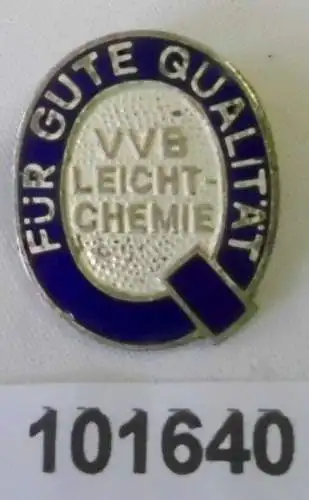 FÜR GUTE QUALITÄT
VVB
LEICHT-
CHEMIE
101640